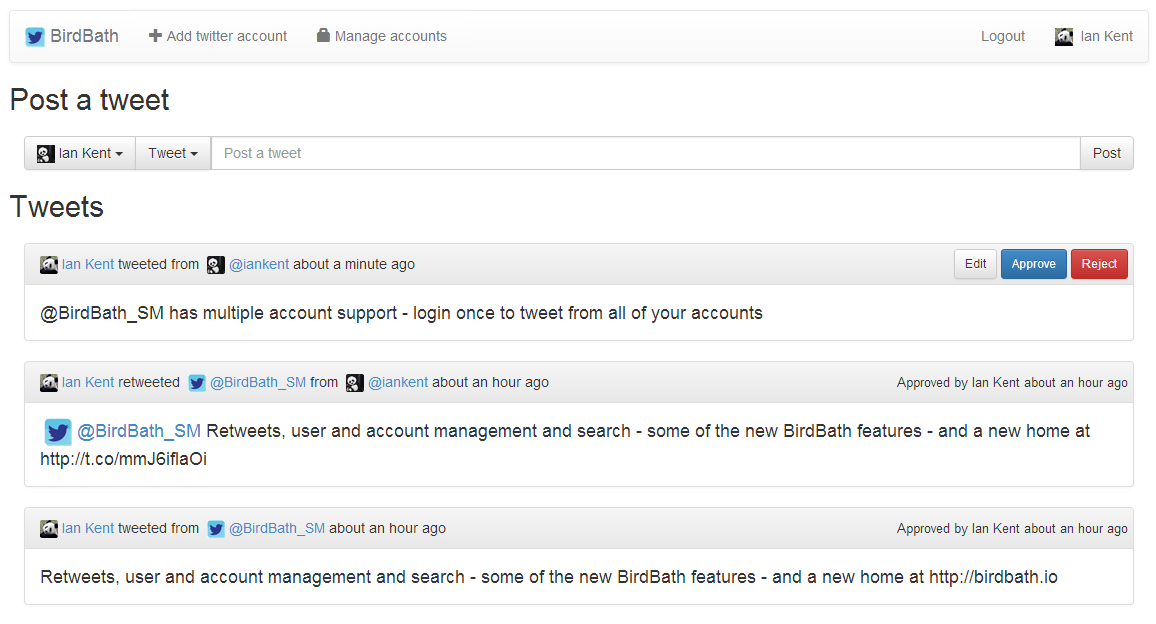 BirdBath Add twitter account Manage accounts Logout Ian Kent
Post a tweet
Ian Kent Tweet Post a tweet Post
Tweets
Ian Kent tweeted from @iankent about a minute ago Edit Approve Reject
@BirdBath_SM has multiple account support - login once to tweet from all of your accounts
Ian Kent retweeted @BirdBath_SM from @iankent about an hour ago Approved by Ian Kent about an hour ago
@BirdBath_SM Retweets, user and account management and search - some of the new BirdBath features - and a new home at
http://t.co/mmJ6iflaOi
Ian Kent tweeted from @BirdBath_SM about an hour ago Approved by Ian Kent about an hour ago
Retweets, user and account management and search - some of the new BirdBath features - and a new home at http://birdbath.io